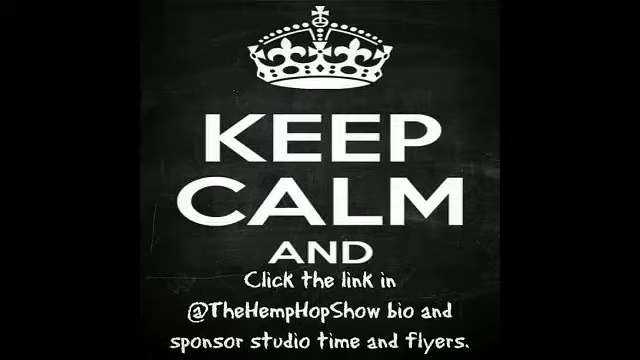 KEEP
CALM
AND
Click the link in
@TheHempHopShow bio and
sponsor studio time and flyers.